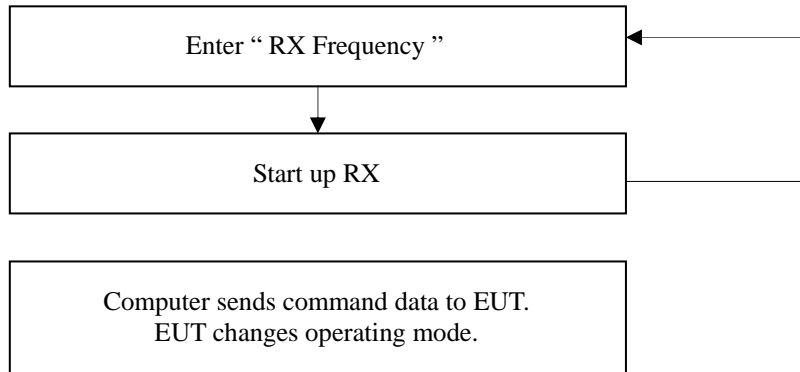 Enter “ RX Frequency ”
Start up RX
Computer sends command data to EUT.
EUT changes operating mode.